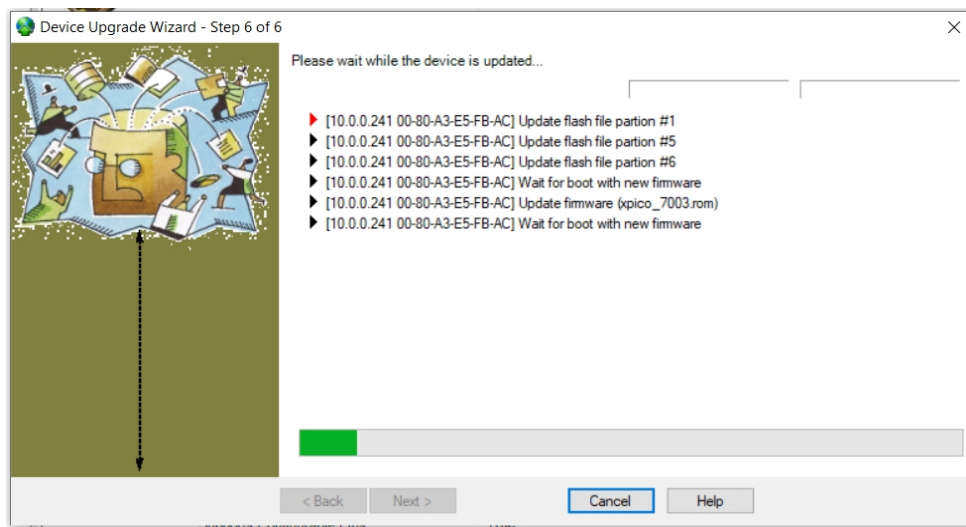 Device Upgrade Wizard - Step 6 of 6
Please wait while the device is updated...
[10.0.0.241 00-80-A3-E5-FB-AC] Update flash file partion #1
[10.0.0.241 00-80-A3-E5-FB-AC] Update flash file partion #5
[10.0.0.241 00-80-A3-E5-FB-AC] Update flash file partion #6
[10.0.0.241 00-80-A3-E5-FB-AC] Wait for boot with new firmware
[10.0.0.241 00-80-A3-E5-FB-AC] Update firmware (xpico_7003.rom)
[10.0.0.241 00-80-A3-E5-FB-AC] Wait for boot with new firmware
< Back Next > Cancel Help